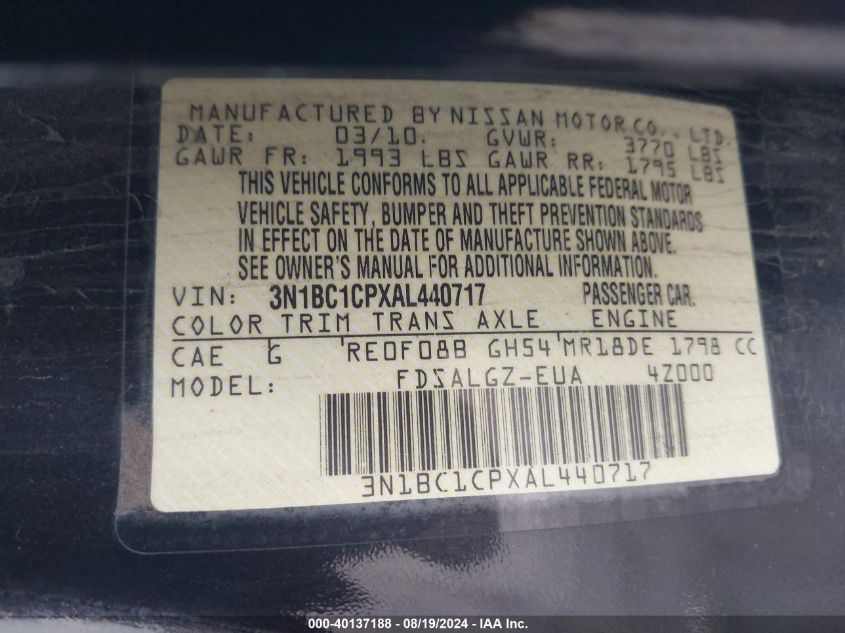 MANUFACTURED BY NISSAN MOTOR CO., LTD.
DATE: 03/10. GVWR: 3770 LBS
GAWR FR: 1993 LBS GAWR RR: 1795 LBS
THIS VEHICLE CONFORMS TO ALL APPLICABLE FEDERAL MOTOR
VEHICLE SAFETY, BUMPER AND THEFT PREVENTION STANDARDS
IN EFFECT ON THE DATE OF MANUFACTURE SHOWN ABOVE.
SEE OWNER'S MANUAL FOR ADDITIONAL INFORMATION.
VIN: 3N1BC1CPXAL440717 PASSENGER CAR.
COLOR TRIM TRANS AXLE ENGINE
CAE G RE0F08B GH54 MR18DE 1798 CC
MODEL: FDSALGZ-EUA 4Z000
3N1BC1CPXAL440717
000-40137188 - 08/19/2024 - IAA Inc.